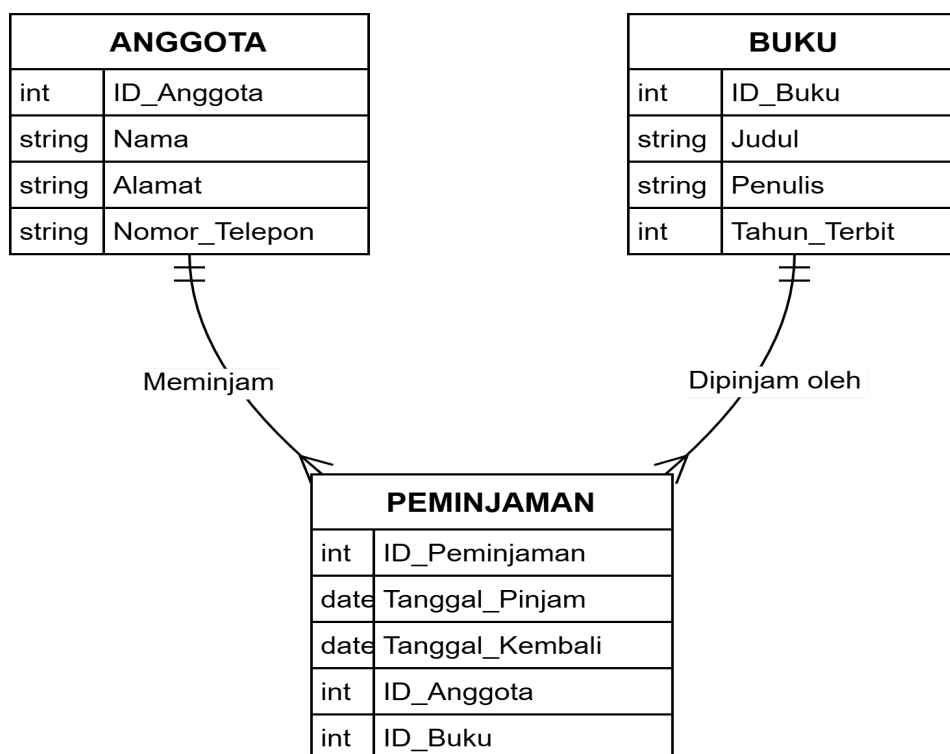 ANGGOTA
int ID_Anggota
string Nama
string Alamat
string Nomor_Telepon
BUKU
int ID_Buku
string Judul
string Penulis
int Tahun_Terbit
Meminjam
Dipinjam oleh
PEMINJAMAN
int ID_Peminjaman
date Tanggal_Pinjam
date Tanggal_Kembali
int ID_Anggota
int ID_Buku